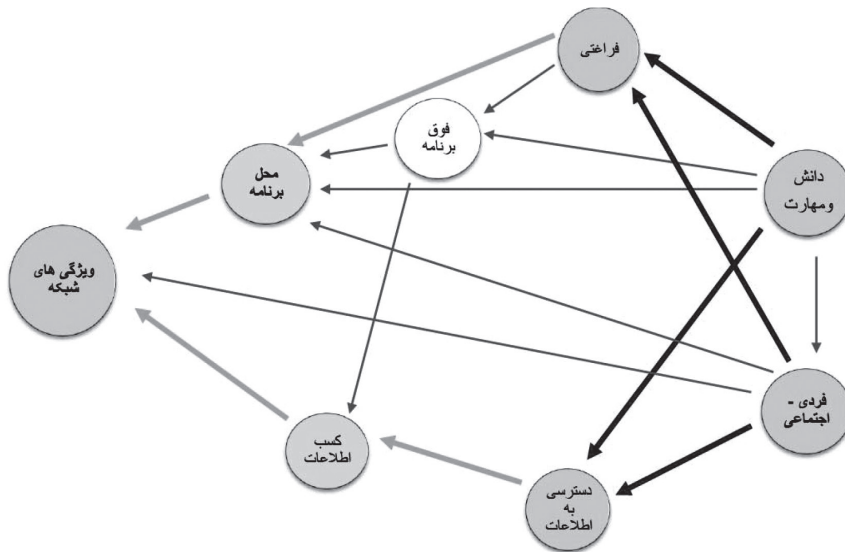 فراغتی
فوق
برنامه
دانش
ومهارت
محل
برنامه
ویژگی های
شبکه
فردی -
اجتماعی
کسب
اطلاعات
دسترسی
به
اطلاعات